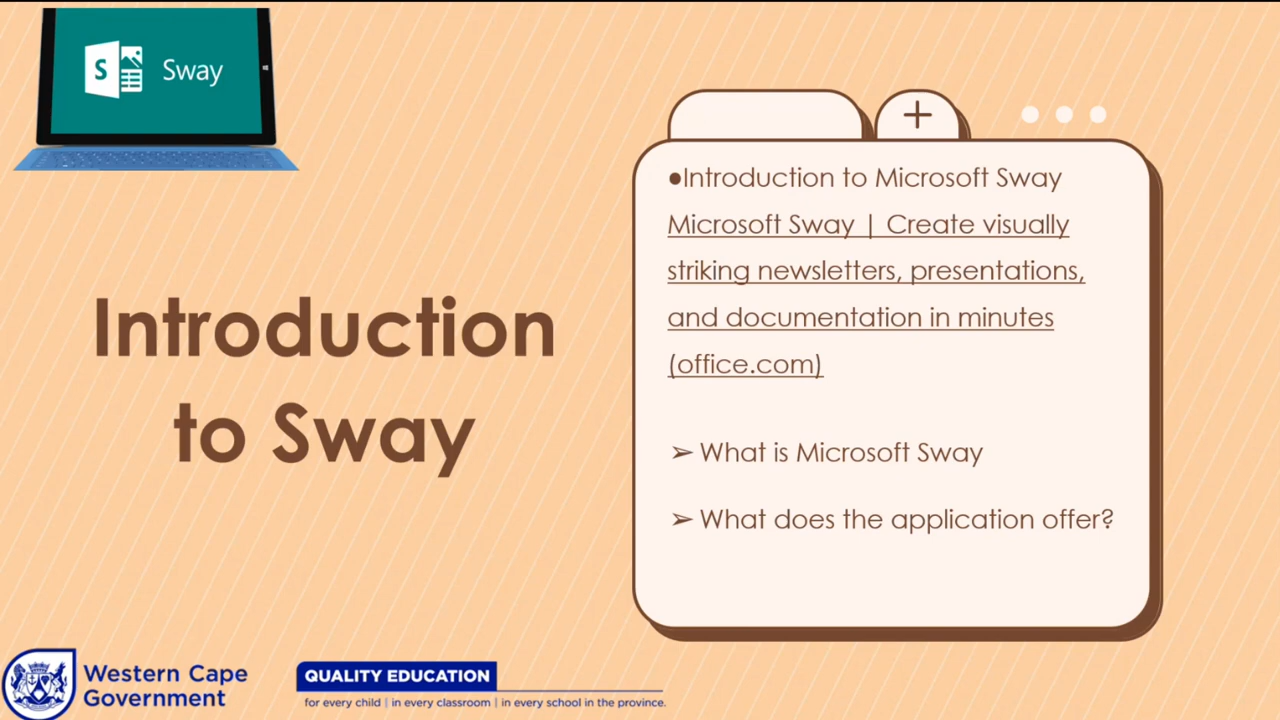 S
Sway
Introduction
to Sway
+
●Introduction to Microsoft Sway
Microsoft Sway | Create visually
striking newsletters, presentations,
and documentation in minutes
(office.com)
➢ What is Microsoft Sway
➢ What does the application offer?
Western Cape
Government
QUALITY EDUCATION
for every child | in every classroom | in every school in the province.